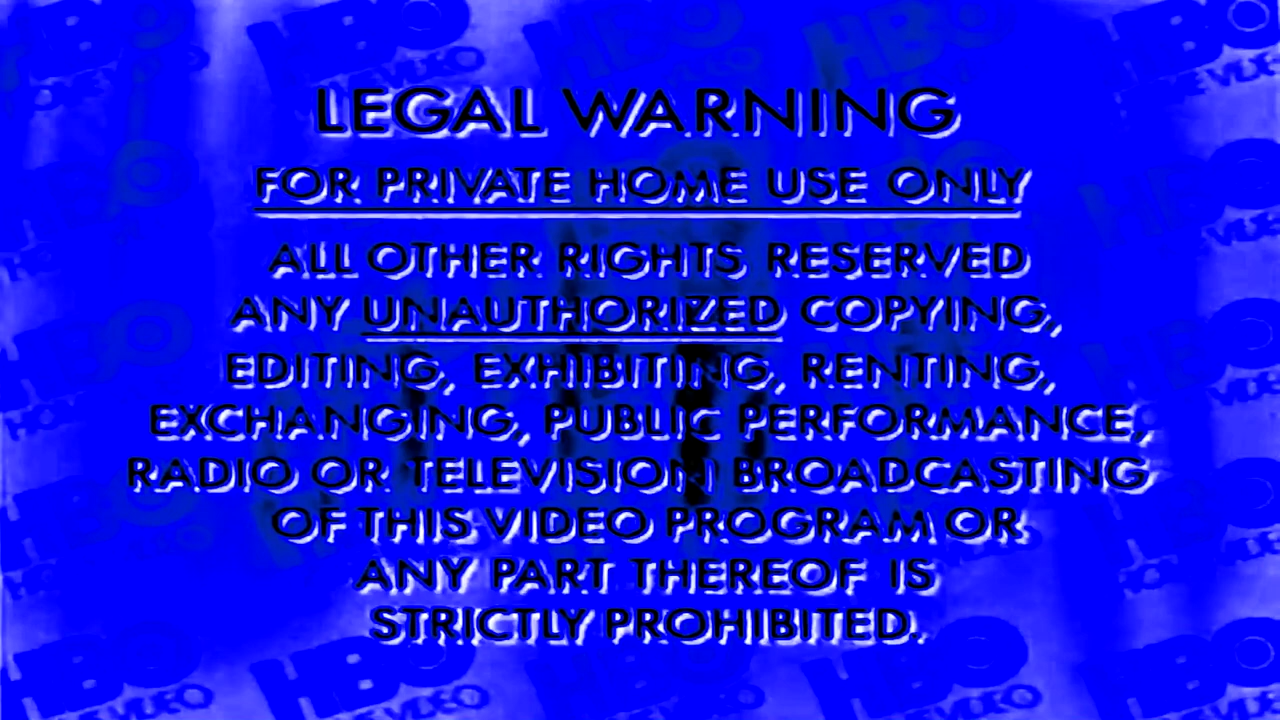 LEGAL WARNING
FOR PRIVATE HOME USE ONLY
ALL OTHER RIGHTS RESERVED
ANY UNAUTHORIZED COPYING,
EDITING, EXHIBITING, RENTING,
EXCHANGING, PUBLIC PERFORMANCE,
RADIO OR TELEVISION BROADCASTING
OF THIS VIDEO PROGRAM OR
ANY PART THEREOF IS
STRICTLY PROHIBITED.